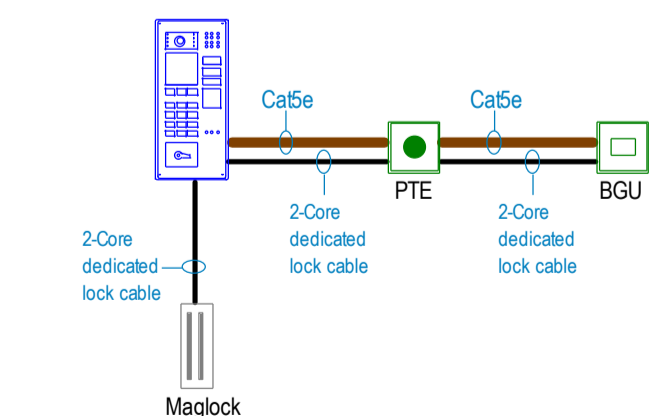 Cat5e
Cat5e
PTE
BGU
2-Core
dedicated
lock cable
2-Core
dedicated
lock cable
2-Core
dedicated
lock cable
Maglock